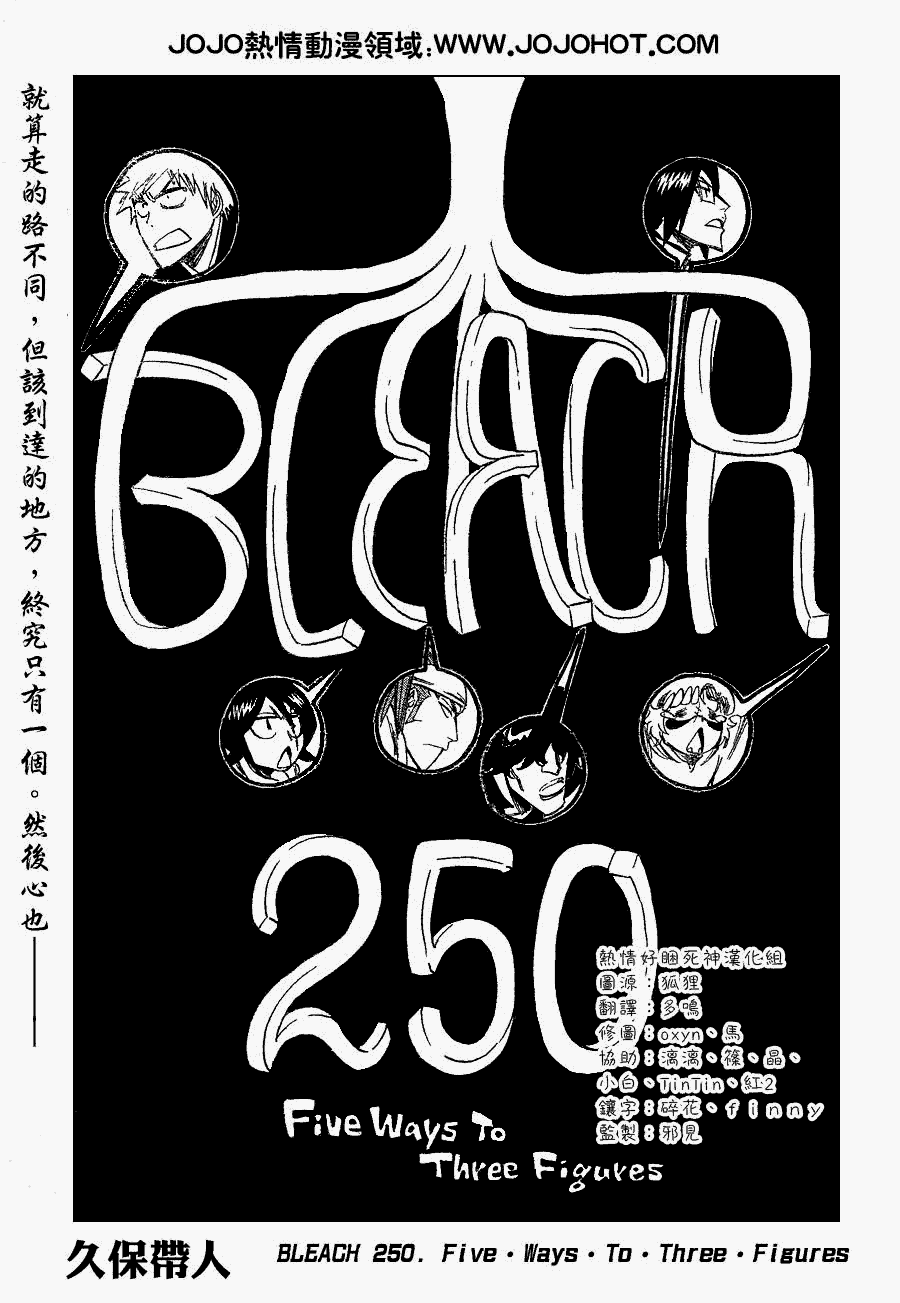 JOJO熱情動漫領域:WWW.JOJOHOT.COM
就算走的路不同，但該到達的地方，終究只有一個。然後心也——
BLEACH
250
熱情好睏死神漢化組
圖源：狐狸
翻譯：多鳴
修圖：oxyn、馬
協助：漓漓、篠、晶、
小白、TinTin、紅2
鑲字：碎花、finny
監製：邪見
Five Ways To
Three Figures
久保帶人
BLEACH 250. Five・Ways・To・Three・Figures